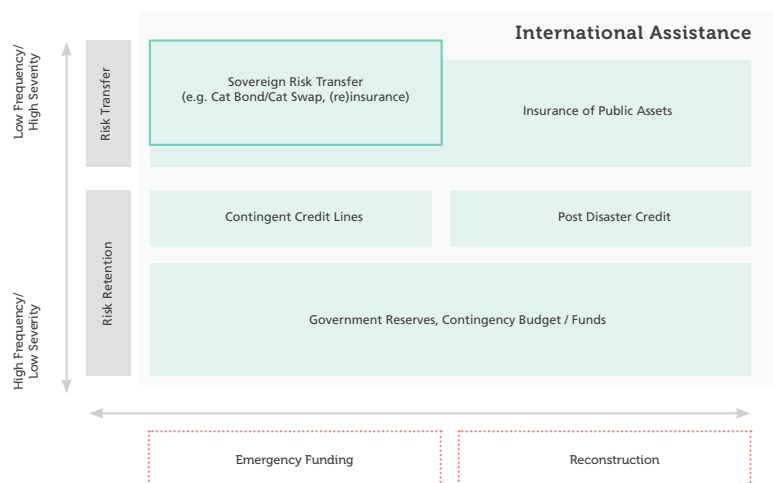 International Assistance
Low Frequency/
High Severity
Risk Transfer
Sovereign Risk Transfer
(e.g. Cat Bond/Cat Swap, (re)insurance)
Insurance of Public Assets
Contingent Credit Lines
Post Disaster Credit
Risk Retention
High Frequency/
Low Severity
Government Reserves, Contingency Budget / Funds
Emergency Funding
Reconstruction